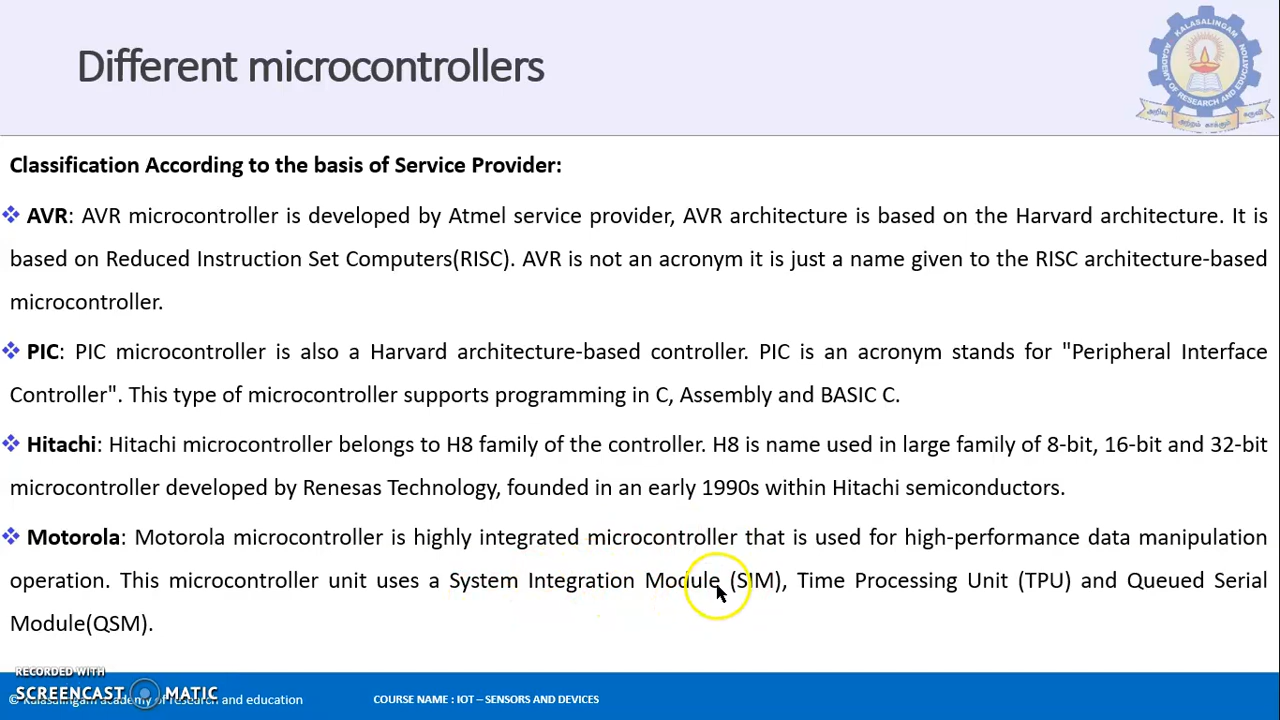 Different microcontrollers
KALASALINGAM
ACADEMY OF RESEARCH AND EDUCATION
Classification According to the basis of Service Provider:
❖ AVR: AVR microcontroller is developed by Atmel service provider, AVR architecture is based on the Harvard architecture. It is
based on Reduced Instruction Set Computers(RISC). AVR is not an acronym it is just a name given to the RISC architecture-based
microcontroller.
❖ PIC: PIC microcontroller is also a Harvard architecture-based controller. PIC is an acronym stands for "Peripheral Interface
Controller". This type of microcontroller supports programming in C, Assembly and BASIC C.
❖ Hitachi: Hitachi microcontroller belongs to H8 family of the controller. H8 is name used in large family of 8-bit, 16-bit and 32-bit
microcontroller developed by Renesas Technology, founded in an early 1990s within Hitachi semiconductors.
❖ Motorola: Motorola microcontroller is highly integrated microcontroller that is used for high-performance data manipulation
operation. This microcontroller unit uses a System Integration Module (SIM), Time Processing Unit (TPU) and Queued Serial
Module(QSM).
RECORDED WITH
SCREENCAST MATIC
© Kalasalingam academy of research and education
COURSE NAME : IOT – SENSORS AND DEVICES